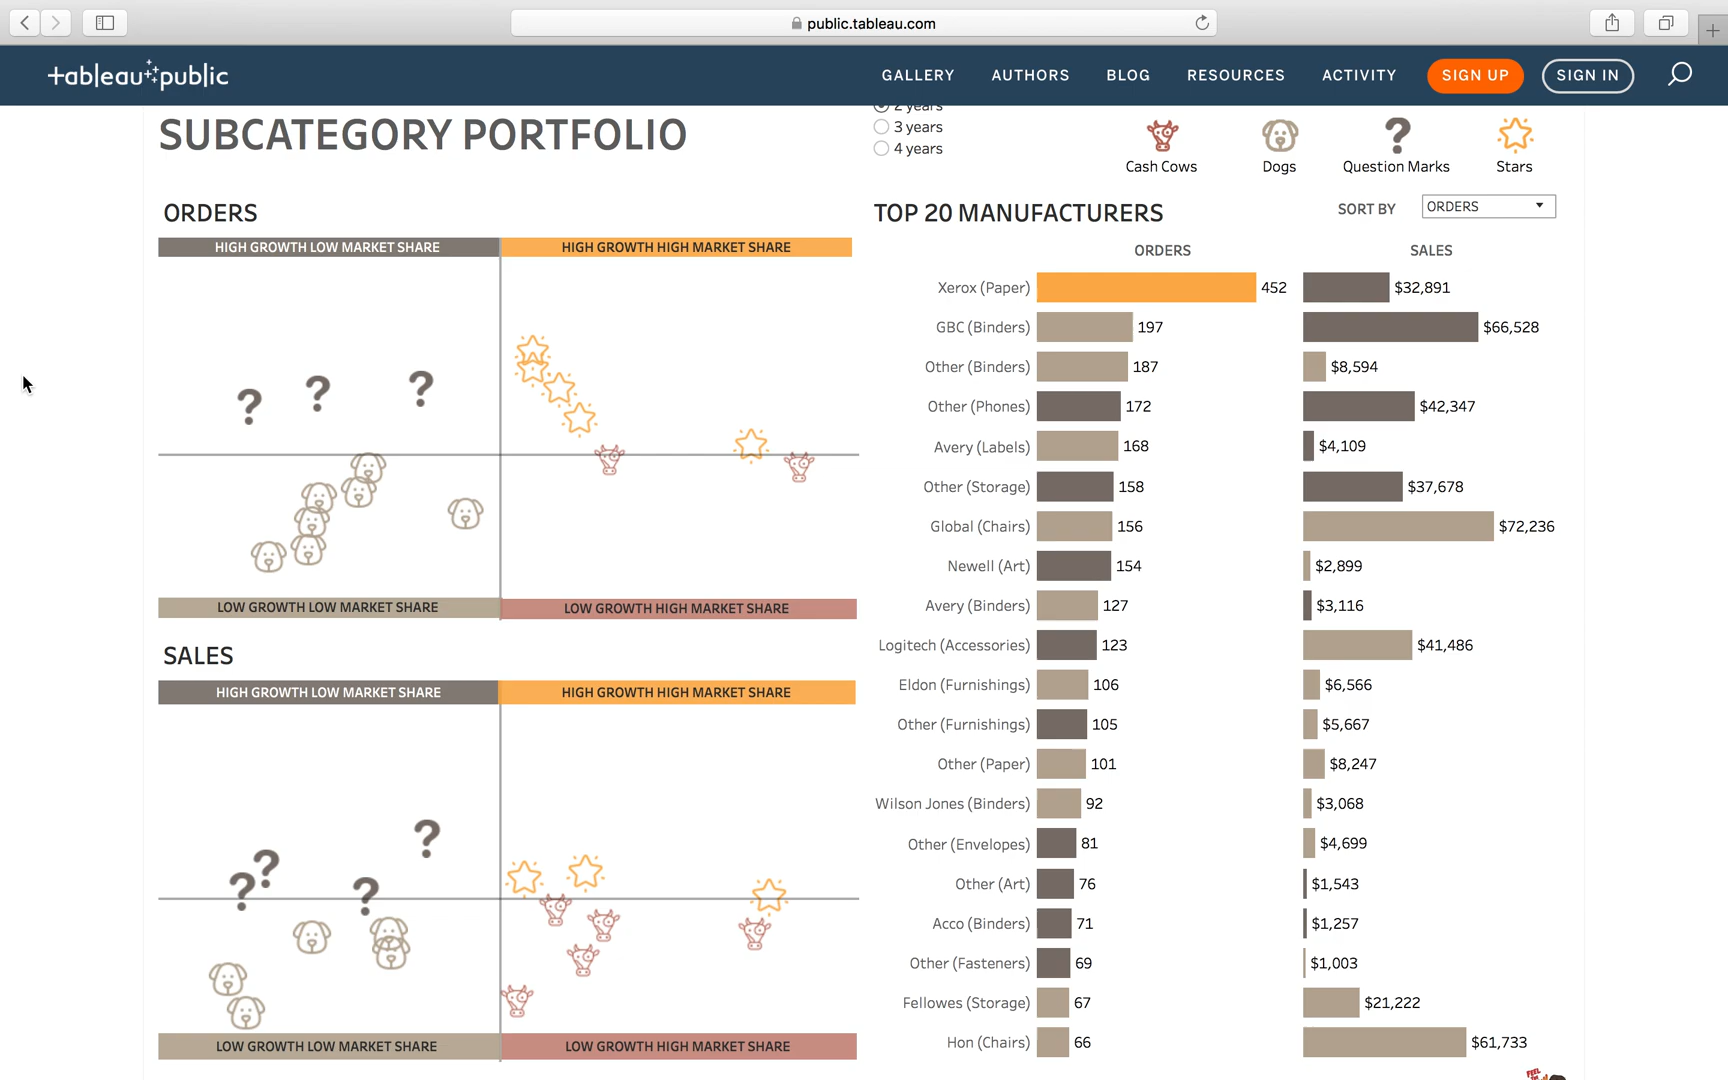 public.tableau.com
+ableau+public
GALLERY AUTHORS BLOG RESOURCES ACTIVITY SIGN UP SIGN IN
SUBCATEGORY PORTFOLIO
2 years
3 years
4 years
Cash Cows
Dogs
Question Marks
Stars
ORDERS
HIGH GROWTH LOW MARKET SHARE
HIGH GROWTH HIGH MARKET SHARE
? ? ?
LOW GROWTH LOW MARKET SHARE
LOW GROWTH HIGH MARKET SHARE
SALES
HIGH GROWTH LOW MARKET SHARE
HIGH GROWTH HIGH MARKET SHARE
? ? ? ?
LOW GROWTH LOW MARKET SHARE
LOW GROWTH HIGH MARKET SHARE
TOP 20 MANUFACTURERS
SORT BY ORDERS
ORDERS SALES
Xerox (Paper) 452 $32,891
GBC (Binders) 197 $66,528
Other (Binders) 187 $8,594
Other (Phones) 172 $42,347
Avery (Labels) 168 $4,109
Other (Storage) 158 $37,678
Global (Chairs) 156 $72,236
Newell (Art) 154 $2,899
Avery (Binders) 127 $3,116
Logitech (Accessories) 123 $41,486
Eldon (Furnishings) 106 $6,566
Other (Furnishings) 105 $5,667
Other (Paper) 101 $8,247
Wilson Jones (Binders) 92 $3,068
Other (Envelopes) 81 $4,699
Other (Art) 76 $1,543
Acco (Binders) 71 $1,257
Other (Fasteners) 69 $1,003
Fellowes (Storage) 67 $21,222
Hon (Chairs) 66 $61,733
FEEL